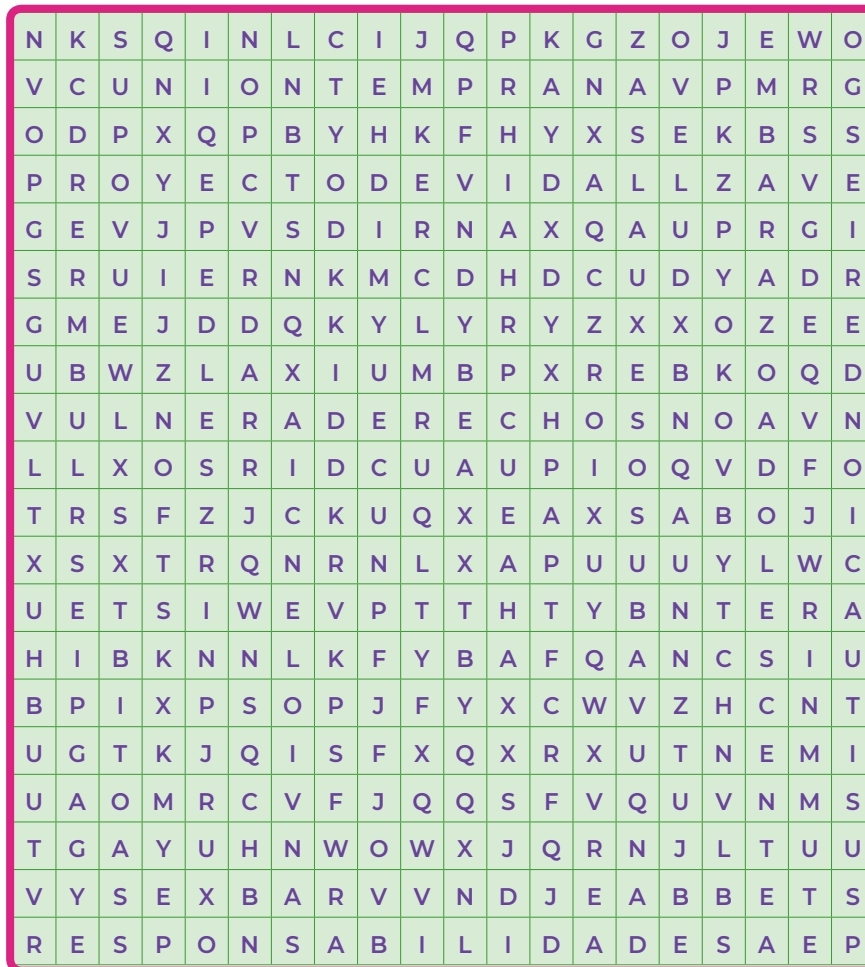 N K S Q I N L C I J Q P K G Z O J E W O
V C U N I O N T E M P R A N A V P M R G
O D P X Q P B Y H K F H Y X S E K B S S
P R O Y E C T O D E V I D A L L Z A V E
G E V J P V S D I R N A X Q A U P R G I
S R U I E R N K M C D H D C U D Y A D R
G M E J D D Q K Y L Y R Y Z X X O Z E E
U B W Z L A X I U M B P X R E B K O Q D
V U L N E R A D E R E C H O S N O A V N
L L X O S R I D C U A U P I O Q V D F O
T R S F Z J C K U Q X E A X S A B O J I
X S X T R Q N R N L X A P U U U Y L W C
U E T S I W E V P T T H T Y B N T E R A
H I B K N N L K F Y B A F Q A N C S I U
B P I X P S O P J F Y X C W V Z H C N T
U G T K J Q I S F X Q X R X U T N E M I
U A O M R C V F J Q Q S F V Q U V N M S
T G A Y U H N W O W X J Q R N J L T U U
V Y S E X B A R V V N D J E A B B E T S
R E S P O N S A B I L I D A D E S A E P